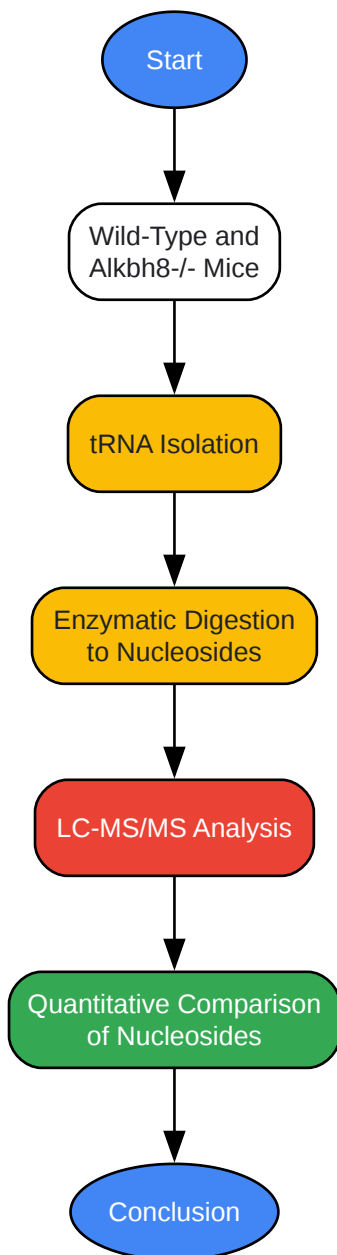 Start
Wild-Type and
Alkbh8-/- Mice
tRNA Isolation
Enzymatic Digestion
to Nucleosides
LC-MS/MS Analysis
Quantitative Comparison
of Nucleosides
Conclusion